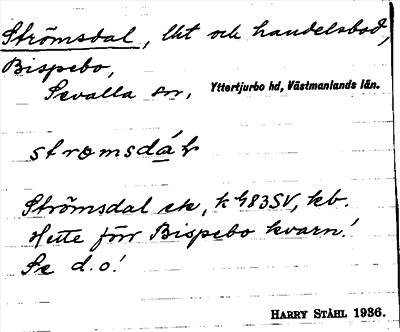 Strömsdal, lht och handelsbod,
Bispebo,
Sevalla sn, Yttertjurbo hd, Västmanlands län.
strømsdá̱l
Strömsdal ek, k 483SV, kb.
Hette förr Bispebo kvarn!
Se d.o!
HARRY STÅHL 1936.